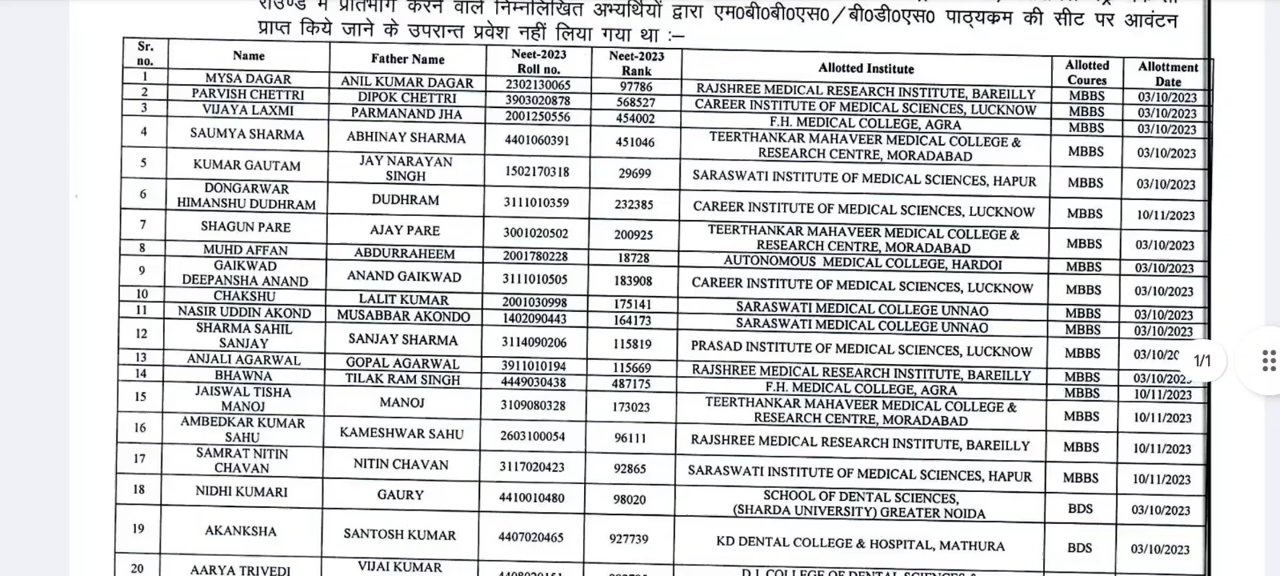 राउण्ड में प्रतिभाग करने वाले निम्नलिखित अभ्यर्थियों द्वारा एम0बी0बी0एस0/बी0डी0एस0 पाठ्यकम की सीट पर आवंटन
प्राप्त किये जाने के उपरान्त प्रवेश नहीं लिया गया था :–
Sr. no. Name Father Name Neet-2023 Roll no. Neet-2023 Rank Allotted Institute Allotted Coures Allotment Date
1 MYSA DAGAR ANIL KUMAR DAGAR 2302130065 97786 RAJSHREE MEDICAL RESEARCH INSTITUTE, BAREILLY MBBS 03/10/2023
2 PARVISH CHETTRI DIPOK CHETTRI 3903020878 568527 CAREER INSTITUTE OF MEDICAL SCIENCES, LUCKNOW MBBS 03/10/2023
3 VIJAYA LAXMI PARMANAND JHA 2001250556 454002 F.H. MEDICAL COLLEGE, AGRA MBBS 03/10/2023
4 SAUMYA SHARMA ABHINAY SHARMA 4401060391 451046 TEERTHANKAR MAHAVEER MEDICAL COLLEGE & RESEARCH CENTRE, MORADABAD MBBS 03/10/2023
5 KUMAR GAUTAM JAY NARAYAN SINGH 1502170318 29699 SARASWATI INSTITUTE OF MEDICAL SCIENCES, HAPUR MBBS 03/10/2023
6 DONGARWAR HIMANSHU DUDHRAM DUDHRAM 3111010359 232385 CAREER INSTITUTE OF MEDICAL SCIENCES, LUCKNOW MBBS 10/11/2023
7 SHAGUN PARE AJAY PARE 3001020502 200925 TEERTHANKAR MAHAVEER MEDICAL COLLEGE & RESEARCH CENTRE, MORADABAD MBBS 03/10/2023
8 MUHD AFFAN ABDURRAHEEM 2001780228 18728 AUTONOMOUS MEDICAL COLLEGE, HARDOI MBBS 03/10/2023
9 GAIKWAD DEEPANSHA ANAND ANAND GAIKWAD 3111010505 183908 CAREER INSTITUTE OF MEDICAL SCIENCES, LUCKNOW MBBS 03/10/2023
10 CHAKSHU LALIT KUMAR 2001030998 175141 SARASWATI MEDICAL COLLEGE UNNAO MBBS 03/10/2023
11 NASIR UDDIN AKOND MUSABBAR AKONDO 1402090443 164173 SARASWATI MEDICAL COLLEGE UNNAO MBBS 03/10/2023
12 SHARMA SAHIL SANJAY SANJAY SHARMA 3114090206 115819 PRASAD INSTITUTE OF MEDICAL SCIENCES, LUCKNOW MBBS 03/10/20
1/1
13 ANJALI AGARWAL GOPAL AGARWAL 3911010194 115669 RAJSHREE MEDICAL RESEARCH INSTITUTE, BAREILLY MBBS 03/10/2023
14 BHAWNA TILAK RAM SINGH 4449030438 487175 F.H. MEDICAL COLLEGE, AGRA MBBS 10/11/2023
15 JAISWAL TISHA MANOJ MANOJ 3109080328 173023 TEERTHANKAR MAHAVEER MEDICAL COLLEGE & RESEARCH CENTRE, MORADABAD MBBS 10/11/2023
16 AMBEDKAR KUMAR SAHU KAMESHWAR SAHU 2603100054 96111 RAJSHREE MEDICAL RESEARCH INSTITUTE, BAREILLY MBBS 10/11/2023
17 SAMRAT NITIN CHAVAN NITIN CHAVAN 3117020423 92865 SARASWATI INSTITUTE OF MEDICAL SCIENCES, HAPUR MBBS 10/11/2023
18 NIDHI KUMARI GAURY 4410010480 98020 SCHOOL OF DENTAL SCIENCES, (SHARDA UNIVERSITY) GREATER NOIDA BDS 03/10/2023
19 AKANKSHA SANTOSH KUMAR 4407020465 927739 KD DENTAL COLLEGE & HOSPITAL, MATHURA BDS 03/10/2023
20 AARYA TRIVEDI VIJAI KUMAR